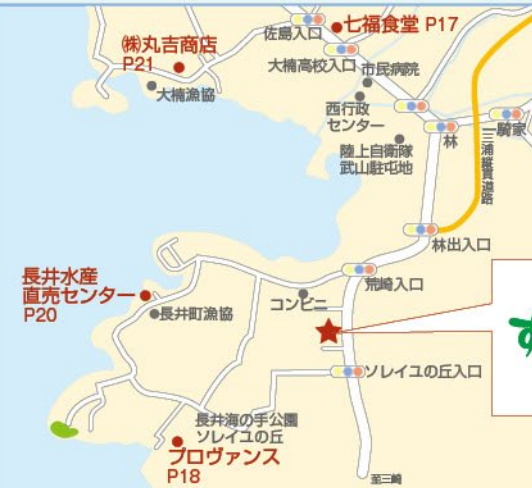 佐島入口
七福食堂 P17
㈱丸吉商店
P21
大楠高校入口
市民病院
大楠漁協
西行政
センター
林
一騎家
陸上自衛隊
武山駐屯地
三浦縦貫道路
林出入口
長井水産
直売センター
P20
荒崎入口
コンビニ
長井町漁協
す
ソレイユの丘入口
長井海の手公園
ソレイユの丘
プロヴァンス
P18
至三崎